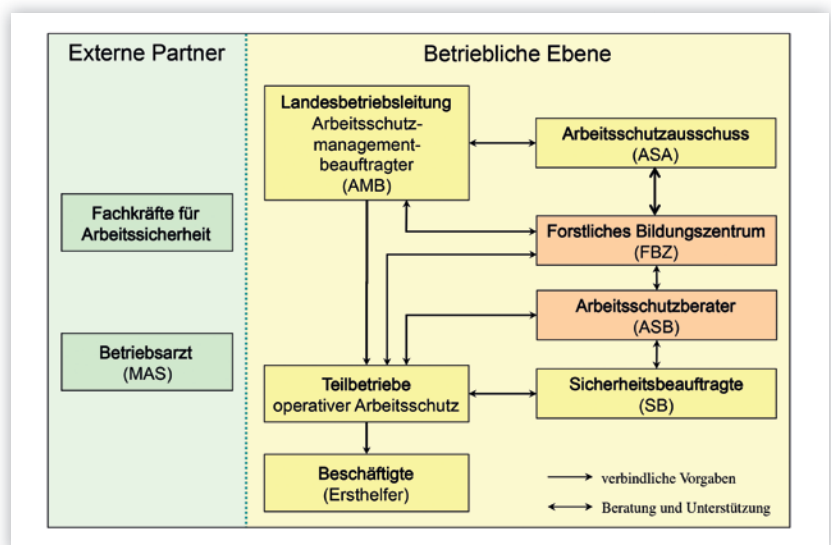 Externe Partner
Fachkräfte für
Arbeitssicherheit
Betriebsarzt
(MAS)
Betriebliche Ebene
Landesbetriebsleitung
Arbeitsschutz-
management-
beauftragter
(AMB)
Arbeitsschutzausschuss
(ASA)
Forstliches Bildungszentrum
(FBZ)
Arbeitsschutzberater
(ASB)
Teilbetriebe
operativer Arbeitsschutz
Sicherheitsbeauftragte
(SB)
Beschäftigte
(Ersthelfer)
verbindliche Vorgaben
Beratung und Unterstützung